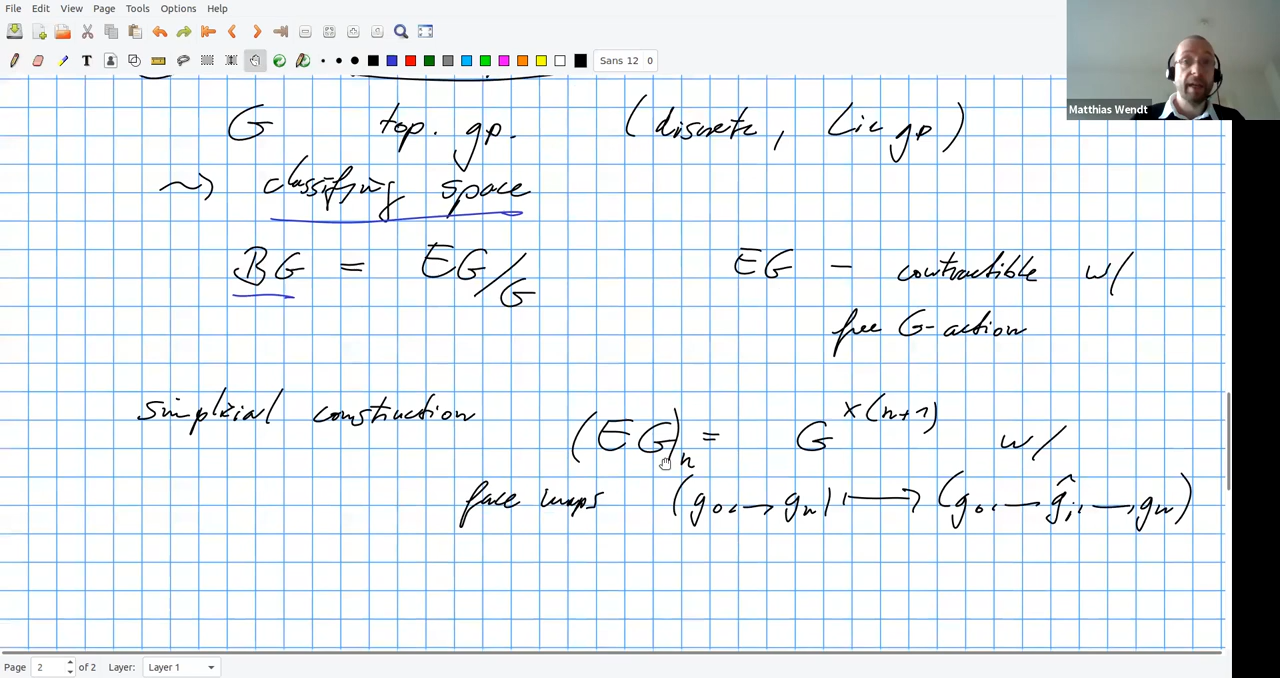 File Edit View Page Tools Options Help
Sans 12 0
Matthias Wendt
G top. gp. (discrete, Lie gp)
⇝ classifying space
BG = EG/G EG – contractible w/
free G-action
simplicial construction (EG)_n = G^{×(n+1)} w/
face maps (g_0, — , g_n) ⟼ (g_0, — ĝ_i, — , g_n)
Page 2 of 2 Layer: Layer 1